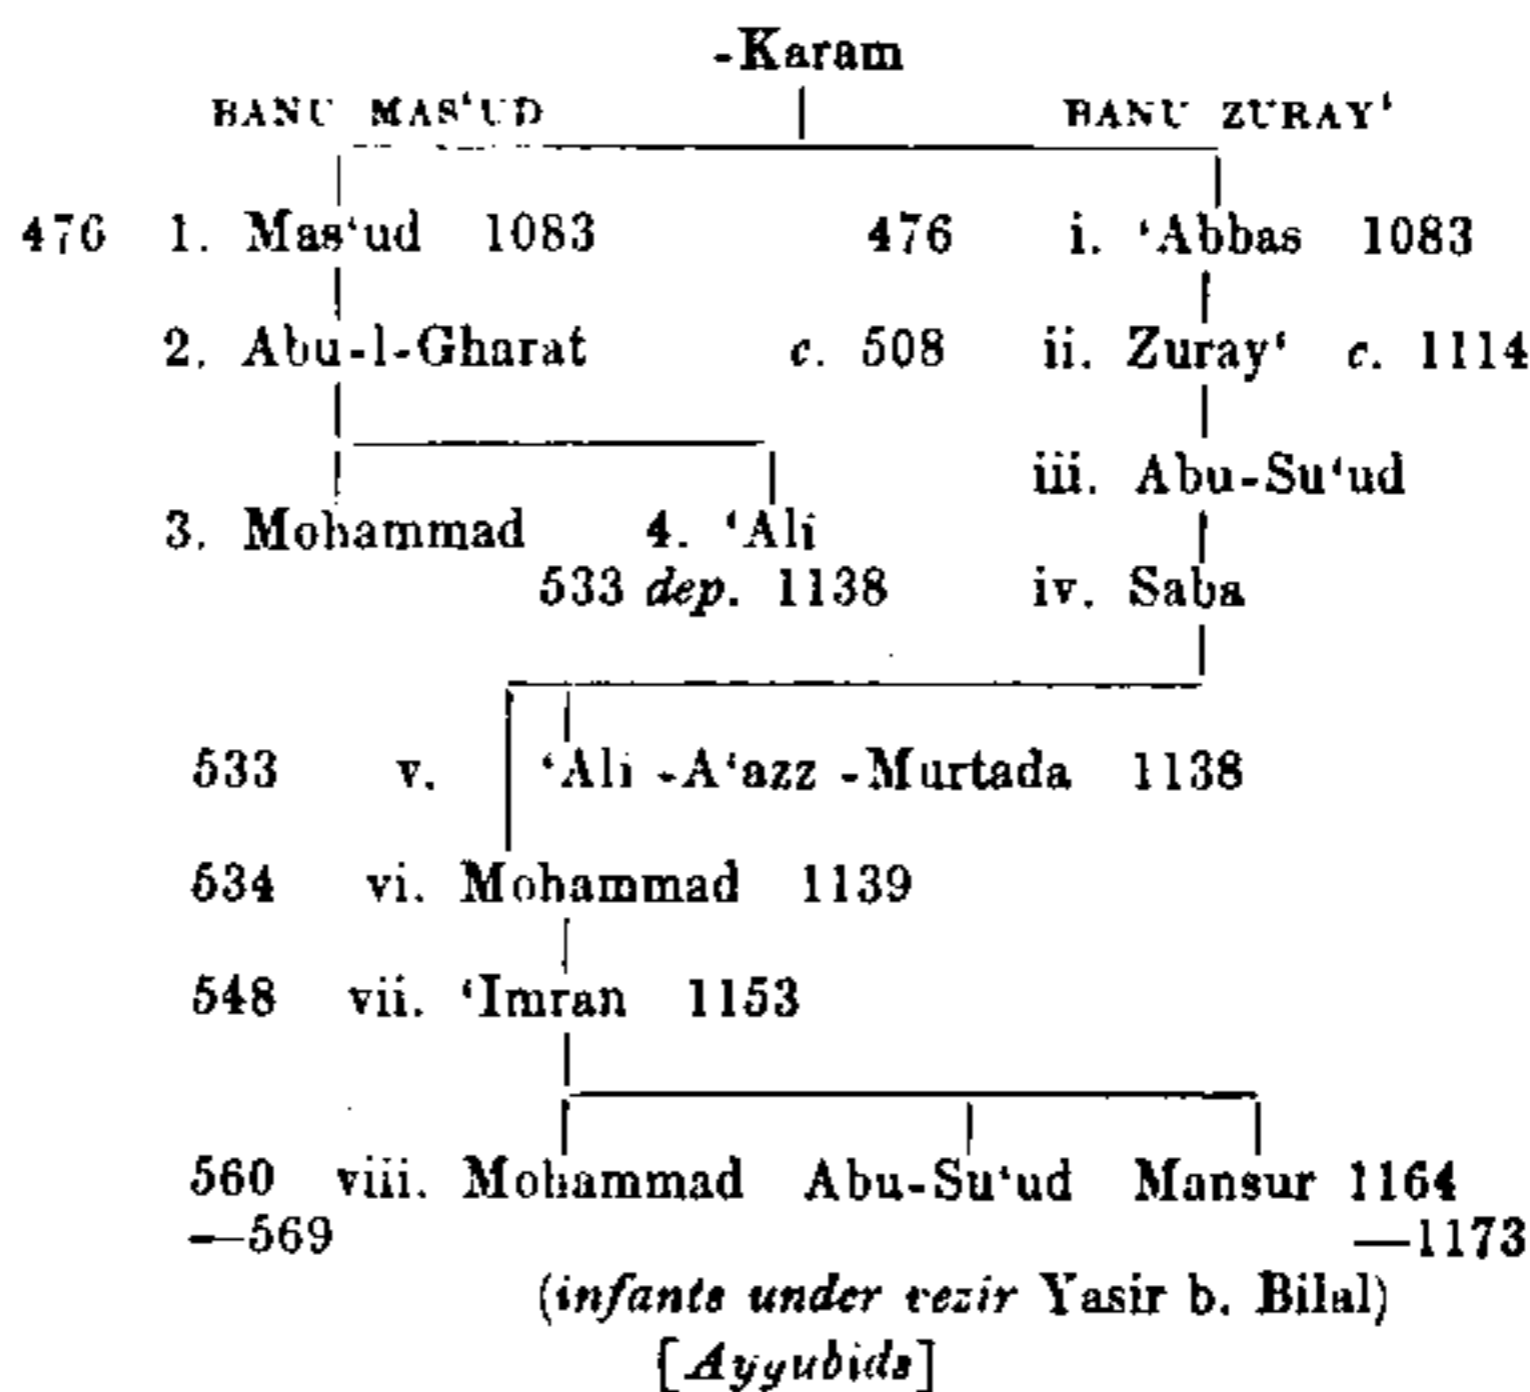 -Karam
BANU MAS‘UD BANU ZURAY‘
476 1. Mas‘ud 1083 476 i. ‘Abbas 1083
2. Abu-l-Gharat c. 508 ii. Zuray‘ c. 1114
iii. Abu-Su‘ud
3. Mohammad 4. ‘Ali
533 dep. 1138 iv. Saba
533 v. ‘Ali -A‘azz -Murtada 1138
534 vi. Mohammad 1139
548 vii. ‘Imran 1153
560 viii. Mohammad Abu-Su‘ud Mansur 1164
—569 —1173
(infants under vezir Yasir b. Bilal)
[Ayyubids]